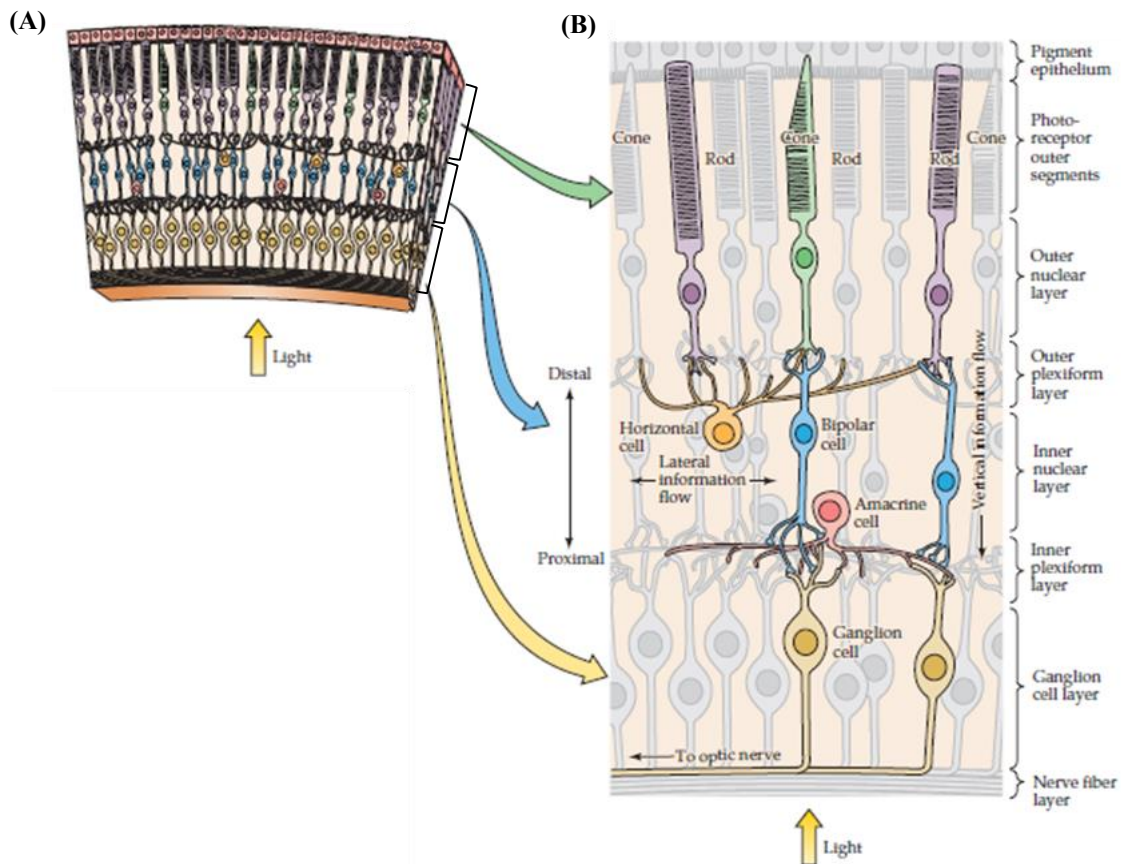 (A)
Light
(B)
Pigment
epithelium
Photo-
receptor
outer
segments
Cone
Rod
Cone
Rod
Rod
Cone
Outer
nuclear
layer
Outer
plexiform
layer
Distal
Proximal
Horizontal
cell
Bipolar
cell
Lateral
information
flow
Vertical information flow
Inner
nuclear
layer
Amacrine
cell
Inner
plexiform
layer
Ganglion
cell
Ganglion
cell layer
To optic nerve
Nerve fiber
layer
Light